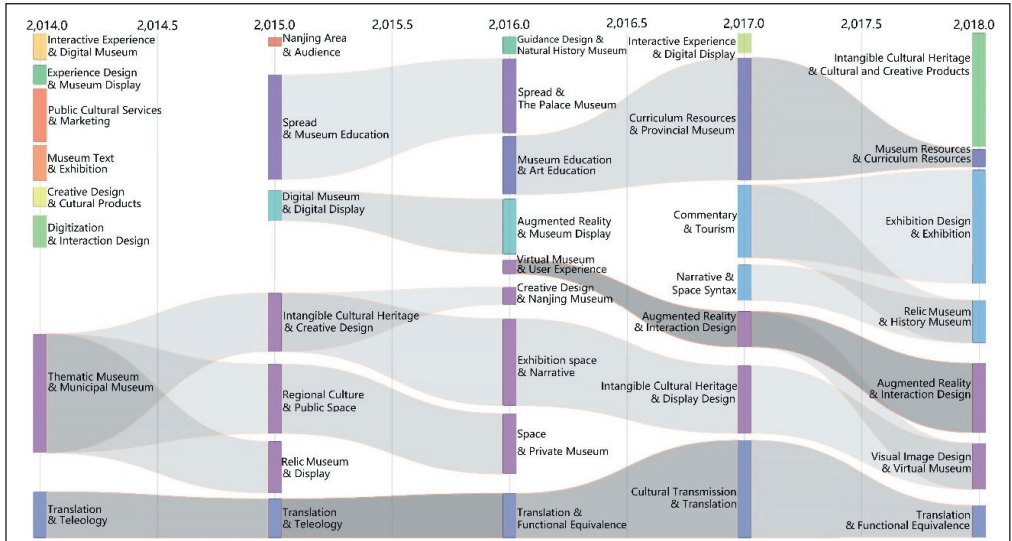 2,014.0
2,014.5
2,015.0
2,015.5
2,016.0
2,016.5
2,017.0
2,017.5
2,018.0
Interactive Experience
& Digital Museum
Experience Design
& Museum Display
Public Cultural Services
& Marketing
Museum Text
& Exhibition
Creative Design
& Cutural Products
Digitization
& Interaction Design
Thematic Museum
& Municipal Museum
Translation
& Teleology
Nanjing Area
& Audience
Spread
& Museum Education
Digital Museum
& Digital Display
Intangible Cultural Heritage
& Creative Design
Regional Culture
& Public Space
Relic Museum
& Display
Translation
& Teleology
Guidance Design &
Natural History Museum
Spread &
The Palace Museum
Museum Education
& Art Education
Augmented Reality
& Museum Display
Virtual Museum
& User Experience
Creative Design
& Nanjing Museum
Exhibition space
& Narrative
Space
& Private Museum
Translation &
Functional Equivalence
Interactive Experience
& Digital Display
Curriculum Resources
& Provincial Museum
Commentary
& Tourism
Narrative &
Space Syntax
Augmented Reality
& Interaction Design
Intangible Cultural Heritage
& Display Design
Cultural Transmission
& Translation
Intangible Cultural Heritage
& Cultural and Creative Products
Museum Resources
& Curriculum Resources
Exhibition Design
& Exhibition
Relic Museum
& History Museum
Augmented Reality
& Interaction Design
Visual Image Design
& Virtual Museum
Translation
& Functional Equivalence